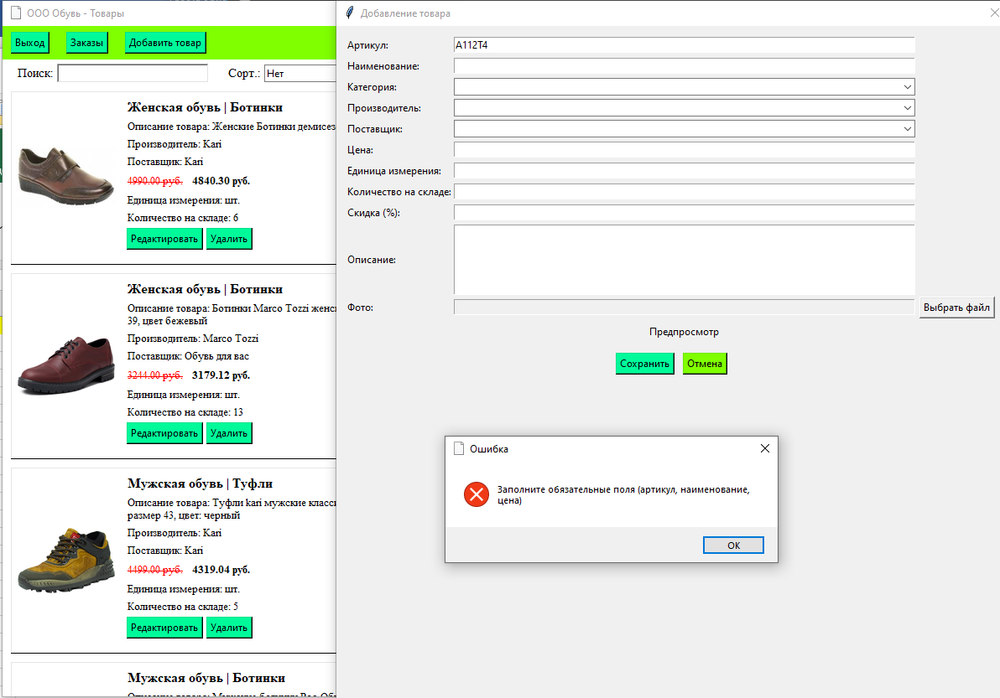 ООО Обувь - Товары
Выход
Заказы
Добавить товар
Поиск:
Сорт.:
Нет
Женская обувь | Ботинки
Описание товара: Женские Ботинки демисез
Производитель: Kari
Поставщик: Kari
4990.00 руб. 4840.30 руб.
Единица измерения: шт.
Количество на складе: 6
Редактировать
Удалить
Женская обувь | Ботинки
Описание товара: Ботинки Marco Tozzi женс
39, цвет бежевый
Производитель: Marco Tozzi
Поставщик: Обувь для вас
3244.00 руб. 3179.12 руб.
Единица измерения: шт.
Количество на складе: 13
Редактировать
Удалить
Мужская обувь | Туфли
Описание товара: Туфли kari мужские класси
размер 43, цвет: черный
Производитель: Kari
Поставщик: Kari
4499.00 руб. 4319.04 руб.
Единица измерения: шт.
Количество на складе: 5
Редактировать
Удалить
Мужская обувь | Ботинки
Добавление товара
Артикул:
A112T4
Наименование:
Категория:
Производитель:
Поставщик:
Цена:
Единица измерения:
Количество на складе:
Скидка (%):
Описание:
Фото:
Выбрать файл
Предпросмотр
Сохранить
Отмена
Ошибка
Заполните обязательные поля (артикул, наименование,
цена)
OK